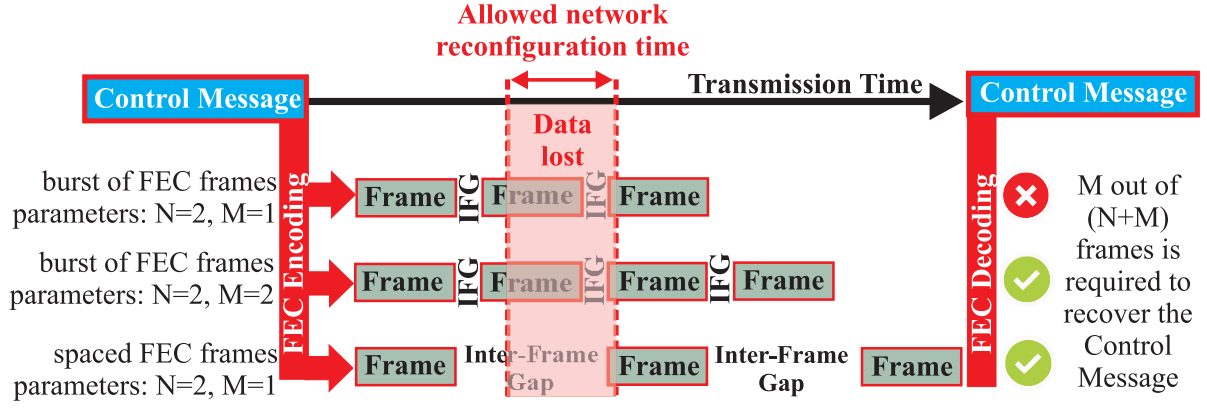 Allowed network
reconfiguration time
Control Message
Transmission Time
Control Message
Data
lost
FEC Encoding
burst of FEC frames
parameters: N=2, M=1
Frame
IFG
Frame
IFG
Frame
burst of FEC frames
parameters: N=2, M=2
Frame
IFG
Frame
IFG
Frame
IFG
Frame
spaced FEC frames
parameters: N=2, M=1
Frame
Inter-Frame
Gap
Frame
Inter-Frame
Gap
Frame
FEC Decoding
M out of
(N+M)
frames is
required to
recover the
Control
Message